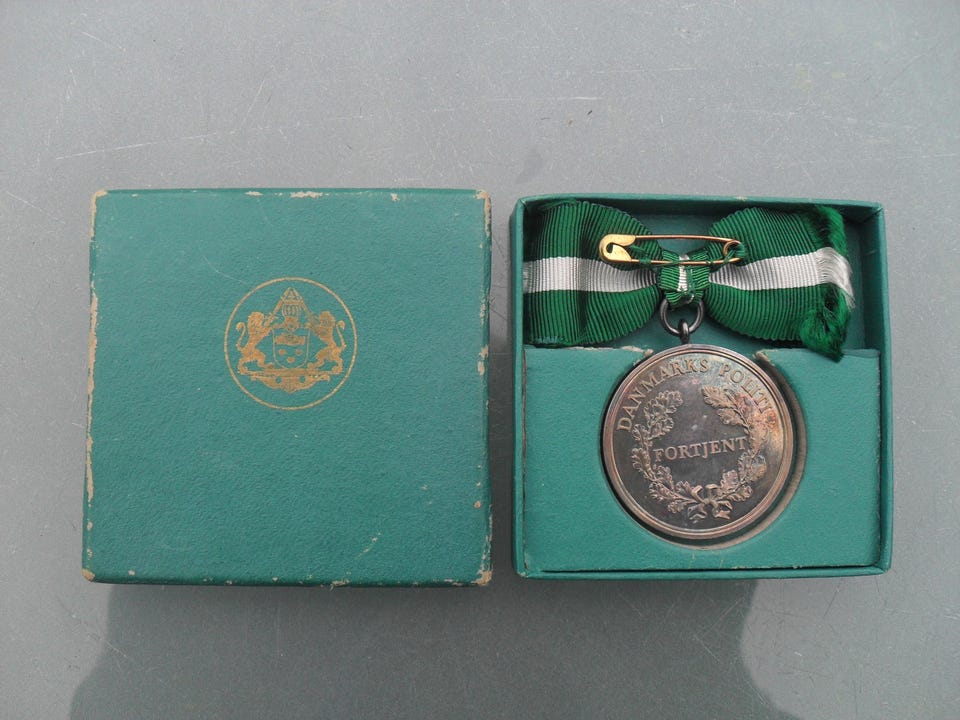 DANMARKS POLITI
FORTJENT